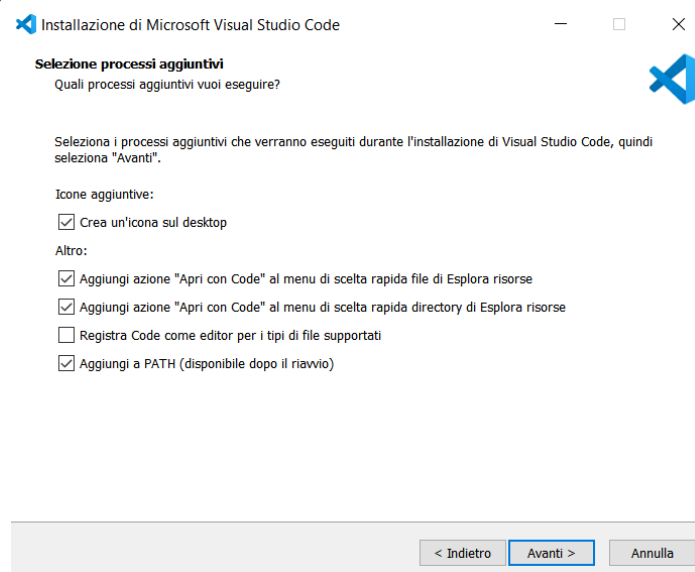 Installazione di Microsoft Visual Studio Code
Selezione processi aggiuntivi
Quali processi aggiuntivi vuoi eseguire?
Seleziona i processi aggiuntivi che verranno eseguiti durante l'installazione di Visual Studio Code, quindi
seleziona "Avanti".
Icone aggiuntive:
Crea un'icona sul desktop
Altro:
Aggiungi azione "Apri con Code" al menu di scelta rapida file di Esplora risorse
Aggiungi azione "Apri con Code" al menu di scelta rapida directory di Esplora risorse
Registra Code come editor per i tipi di file supportati
Aggiungi a PATH (disponibile dopo il riavvio)
< Indietro Avanti > Annulla